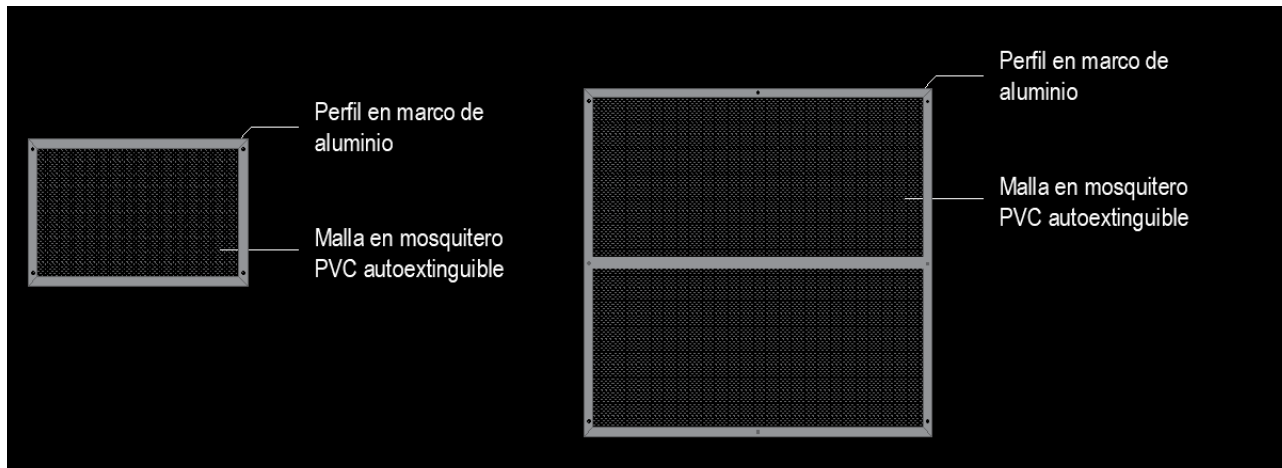 Perfil en marco de
aluminio
Malla en mosquitero
PVC autoextinguible
Perfil en marco de
aluminio
Malla en mosquitero
PVC autoextinguible